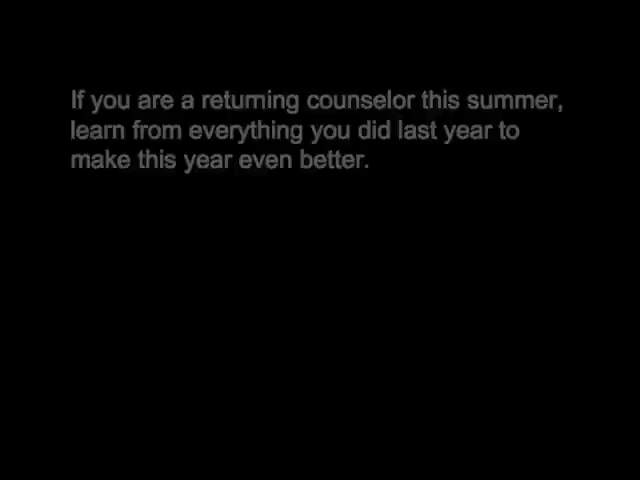 If you are a returning counselor this summer,
learn from everything you did last year to
make this year even better.